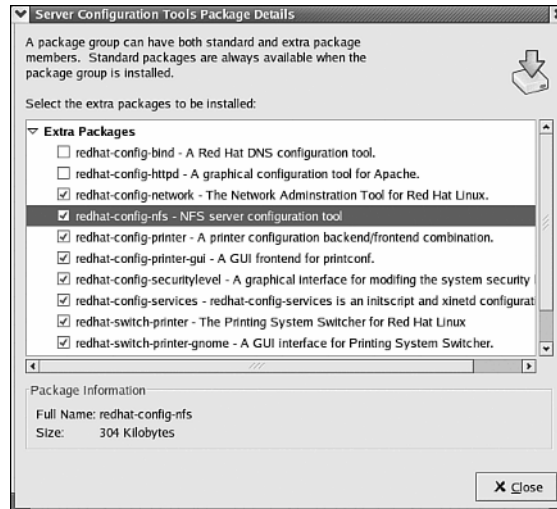 Server Configuration Tools Package Details
A package group can have both standard and extra package
members. Standard packages are always available when the
package group is installed.
Select the extra packages to be installed:
Extra Packages
redhat-config-bind - A Red Hat DNS configuration tool.
redhat-config-httpd - A graphical configuration tool for Apache.
redhat-config-network - The Network Adminstration Tool for Red Hat Linux.
redhat-config-nfs - NFS server configuration tool
redhat-config-printer - A printer configuration backend/frontend combination.
redhat-config-printer-gui - A GUI frontend for printconf.
redhat-config-securitylevel - A graphical interface for modifing the system security
redhat-config-services - redhat-config-services is an initscript and xinetd configurat
redhat-switch-printer - The Printing System Switcher for Red Hat Linux
redhat-switch-printer-gnome - A GUI interface for Printing System Switcher.
Package Information
Full Name: redhat-config-nfs
Size: 304 Kilobytes
Close